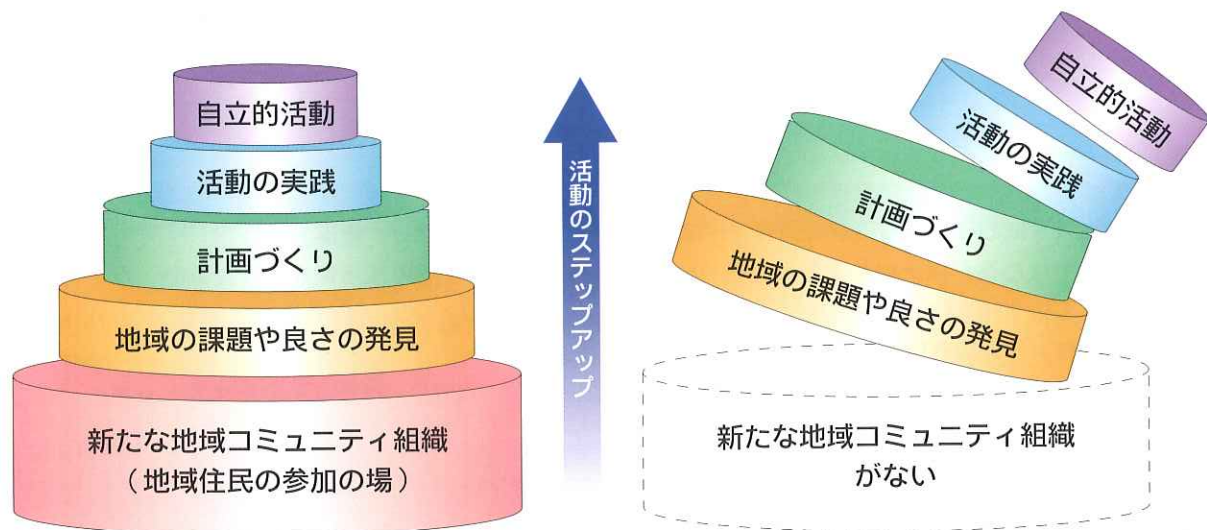 自立的活動
活動の実践
計画づくり
地域の課題や良さの発見
新たな地域コミュニティ組織
（地域住民の参加の場）
活動のステップアップ
自立的活動
活動の実践
計画づくり
地域の課題や良さの発見
新たな地域コミュニティ組織
がない